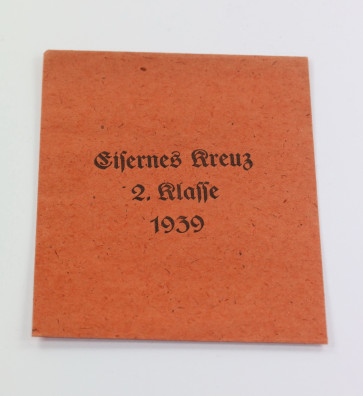 Eiſernes Kreuz
2. Klaſſe
1939